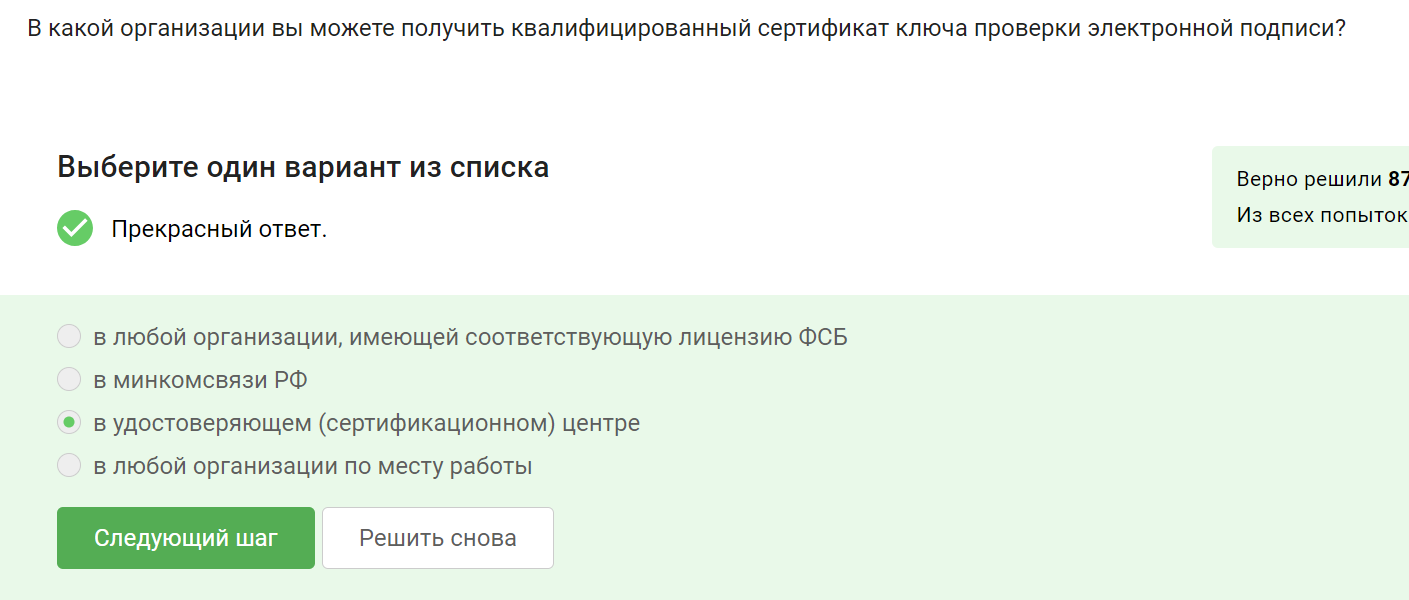 В какой организации вы можете получить квалифицированный сертификат ключа проверки электронной подписи?
Выберите один вариант из списка
Верно решили 87
Прекрасный ответ.
Из всех попыток
в любой организации, имеющей соответствующую лицензию ФСБ
в минкомсвязи РФ
в удостоверяющем (сертификационном) центре
в любой организации по месту работы
Следующий шаг
Решить снова